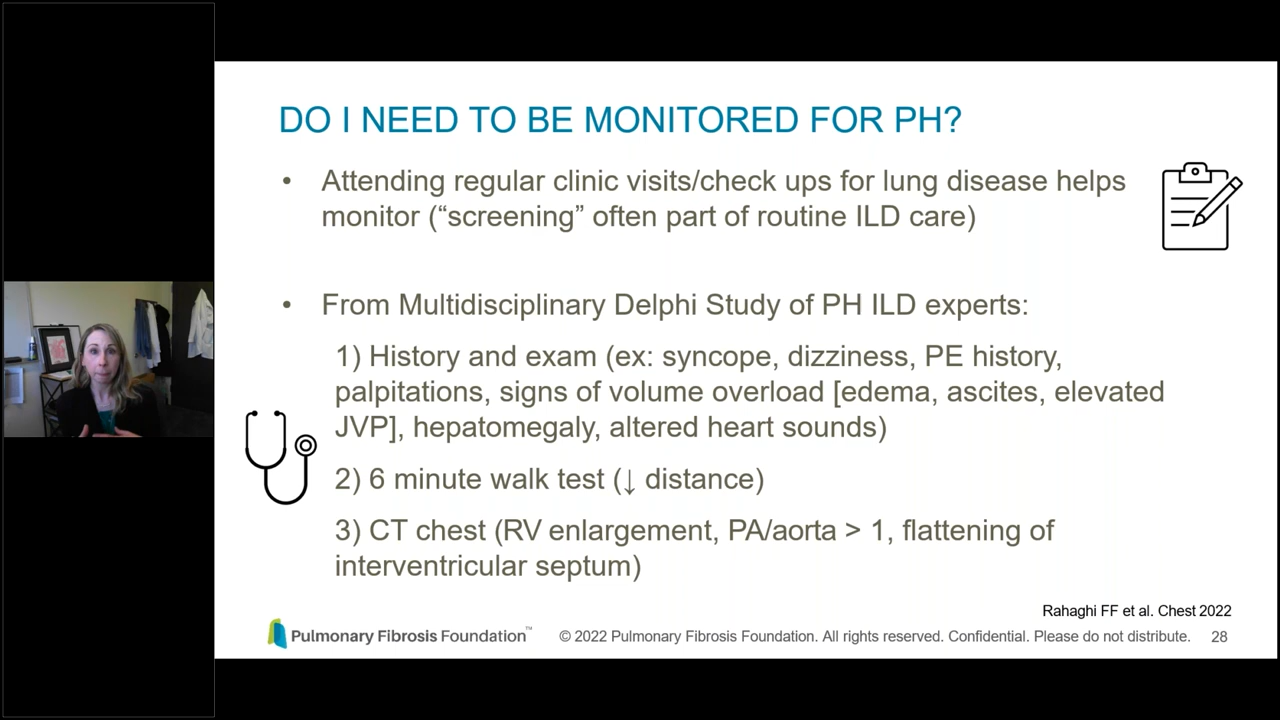 DO I NEED TO BE MONITORED FOR PH?
• Attending regular clinic visits/check ups for lung disease helps
monitor (“screening” often part of routine ILD care)
• From Multidisciplinary Delphi Study of PH ILD experts:
1) History and exam (ex: syncope, dizziness, PE history,
palpitations, signs of volume overload [edema, ascites, elevated
JVP], hepatomegaly, altered heart sounds)
2) 6 minute walk test (↓ distance)
3) CT chest (RV enlargement, PA/aorta > 1, flattening of
interventricular septum)
Rahaghi FF et al. Chest 2022
Pulmonary Fibrosis Foundation™ © 2022 Pulmonary Fibrosis Foundation. All rights reserved. Confidential. Please do not distribute. 28